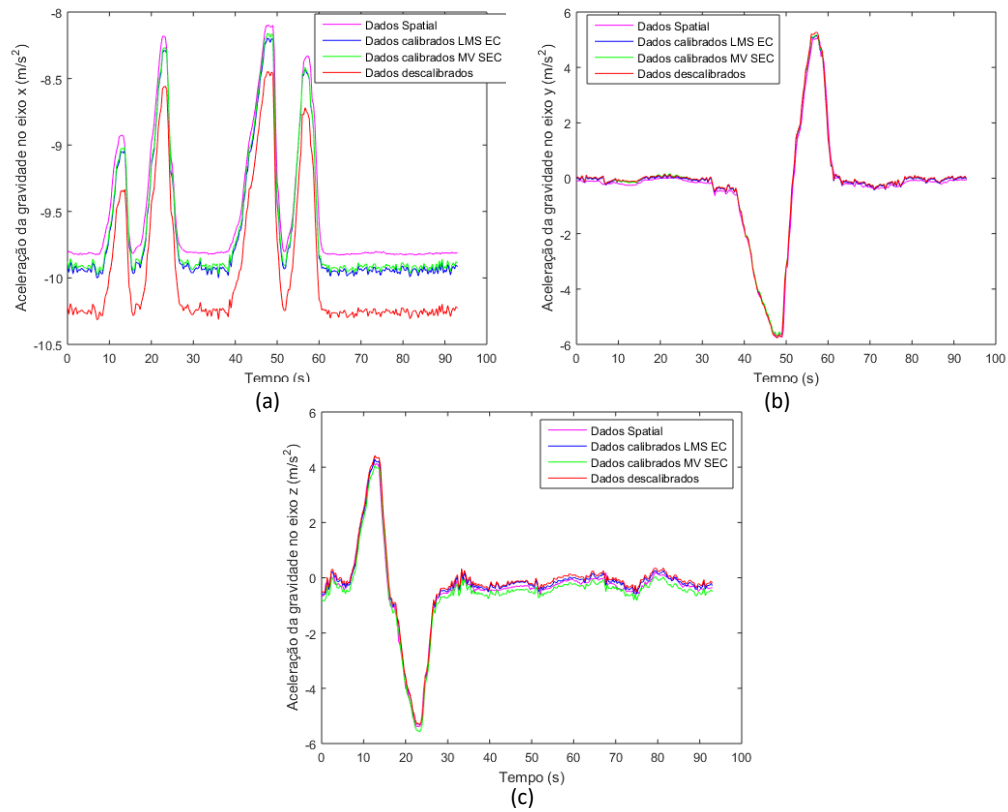 Aceleração da gravidade no eixo x (m/s²)
-8
-8.5
-9
-9.5
-10
-10.5
0 10 20 30 40 50 60 70 80 90 100
Tempo (s)
Dados Spatial
Dados calibrados LMS EC
Dados calibrados MV SEC
Dados descalibrados
(a)
Aceleração da gravidade no eixo y (m/s²)
6
4
2
0
-2
-4
-6
0 10 20 30 40 50 60 70 80 90 100
Tempo (s)
Dados Spatial
Dados calibrados LMS EC
Dados calibrados MV SEC
Dados descalibrados
(b)
Aceleração da gravidade no eixo z (m/s²)
6
4
2
0
-2
-4
-6
0 10 20 30 40 50 60 70 80 90 100
Tempo (s)
Dados Spatial
Dados calibrados LMS EC
Dados calibrados MV SEC
Dados descalibrados
(c)